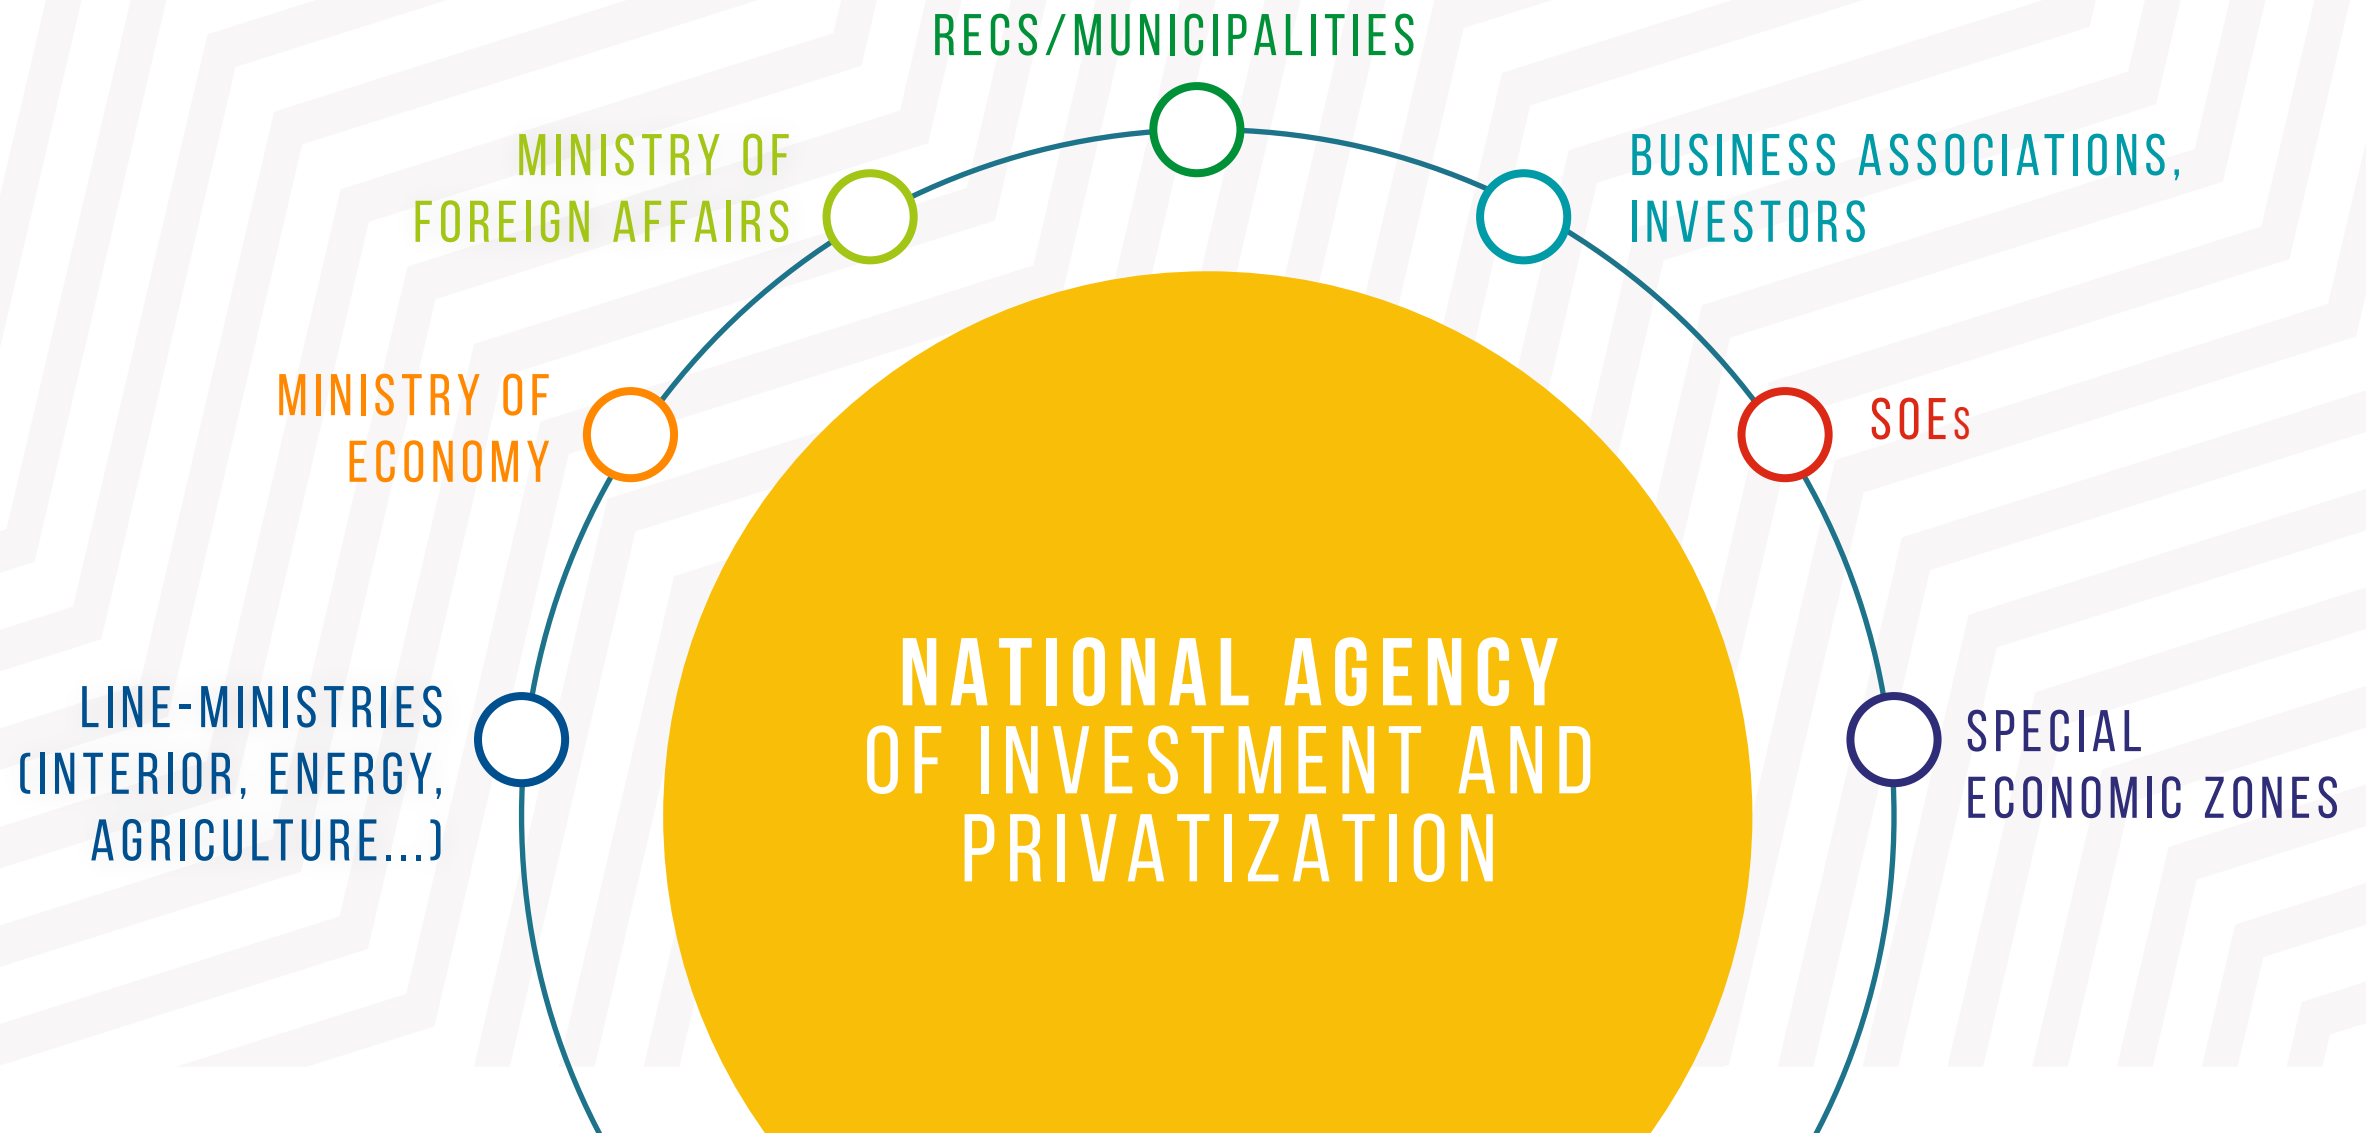 RECS/MUNICIPALITIES
MINISTRY OF
FOREIGN AFFAIRS
BUSINESS ASSOCIATIONS,
INVESTORS
MINISTRY OF
ECONOMY
SOEs
LINE-MINISTRIES
(INTERIOR, ENERGY,
AGRICULTURE...)
NATIONAL AGENCY
OF INVESTMENT AND
PRIVATIZATION
SPECIAL
ECONOMIC ZONES